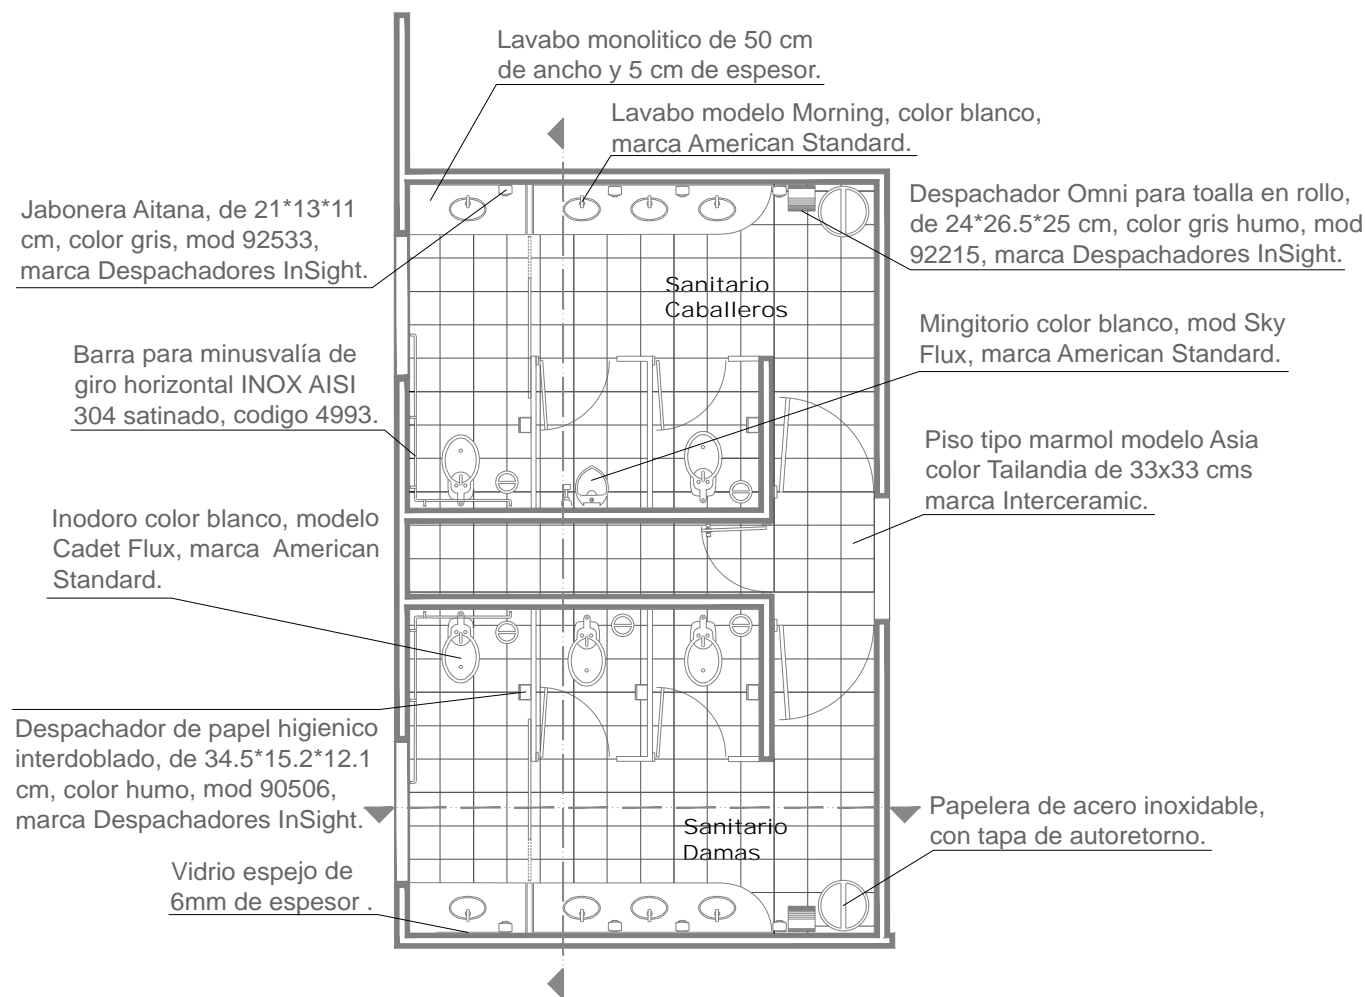 Lavabo monolitico de 50 cm
de ancho y 5 cm de espesor.
Lavabo modelo Morning, color blanco,
marca American Standard.
Jabonera Aitana, de 21*13*11
cm, color gris, mod 92533,
marca Despachadores InSight.
Despachador Omni para toalla en rollo,
de 24*26.5*25 cm, color gris humo, mod
92215, marca Despachadores InSight.
Sanitario
Caballeros
Mingitorio color blanco, mod Sky
Flux, marca American Standard.
Barra para minusvalía de
giro horizontal INOX AISI
304 satinado, codigo 4993.
Piso tipo marmol modelo Asia
color Tailandia de 33x33 cms
marca Interceramic.
Inodoro color blanco, modelo
Cadet Flux, marca American
Standard.
Despachador de papel higienico
interdoblado, de 34.5*15.2*12.1
cm, color humo, mod 90506,
marca Despachadores InSight.
Sanitario
Damas
Papelera de acero inoxidable,
con tapa de autoretorno.
Vidrio espejo de
6mm de espesor .